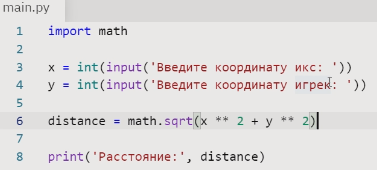 main.py
1 import math
2
3 x = int(input('Введите координату икс: '))
4 y = int(input('Введите координату игрек: '))
5
6 distance = math.sqrt(x ** 2 + y ** 2)
7
8 print('Расстояние:', distance)